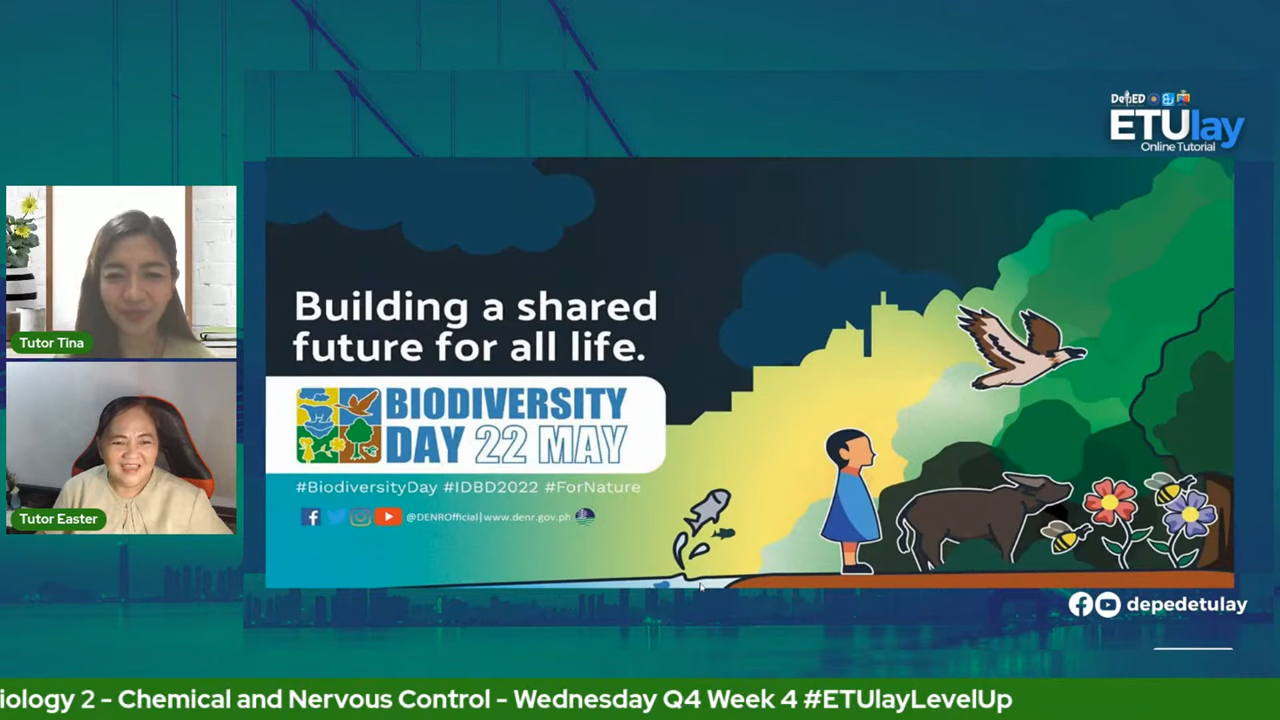 DepED
ETUlay
Online Tutorial
Building a shared
future for all life.
BIODIVERSITY
DAY 22 MAY
#BiodiversityDay #IDBD2022 #ForNature
@DENROfficial|www.denr.gov.ph
Tutor Tina
Tutor Easter
depedetulay
iology 2 - Chemical and Nervous Control - Wednesday Q4 Week 4 #ETUlayLevelUp